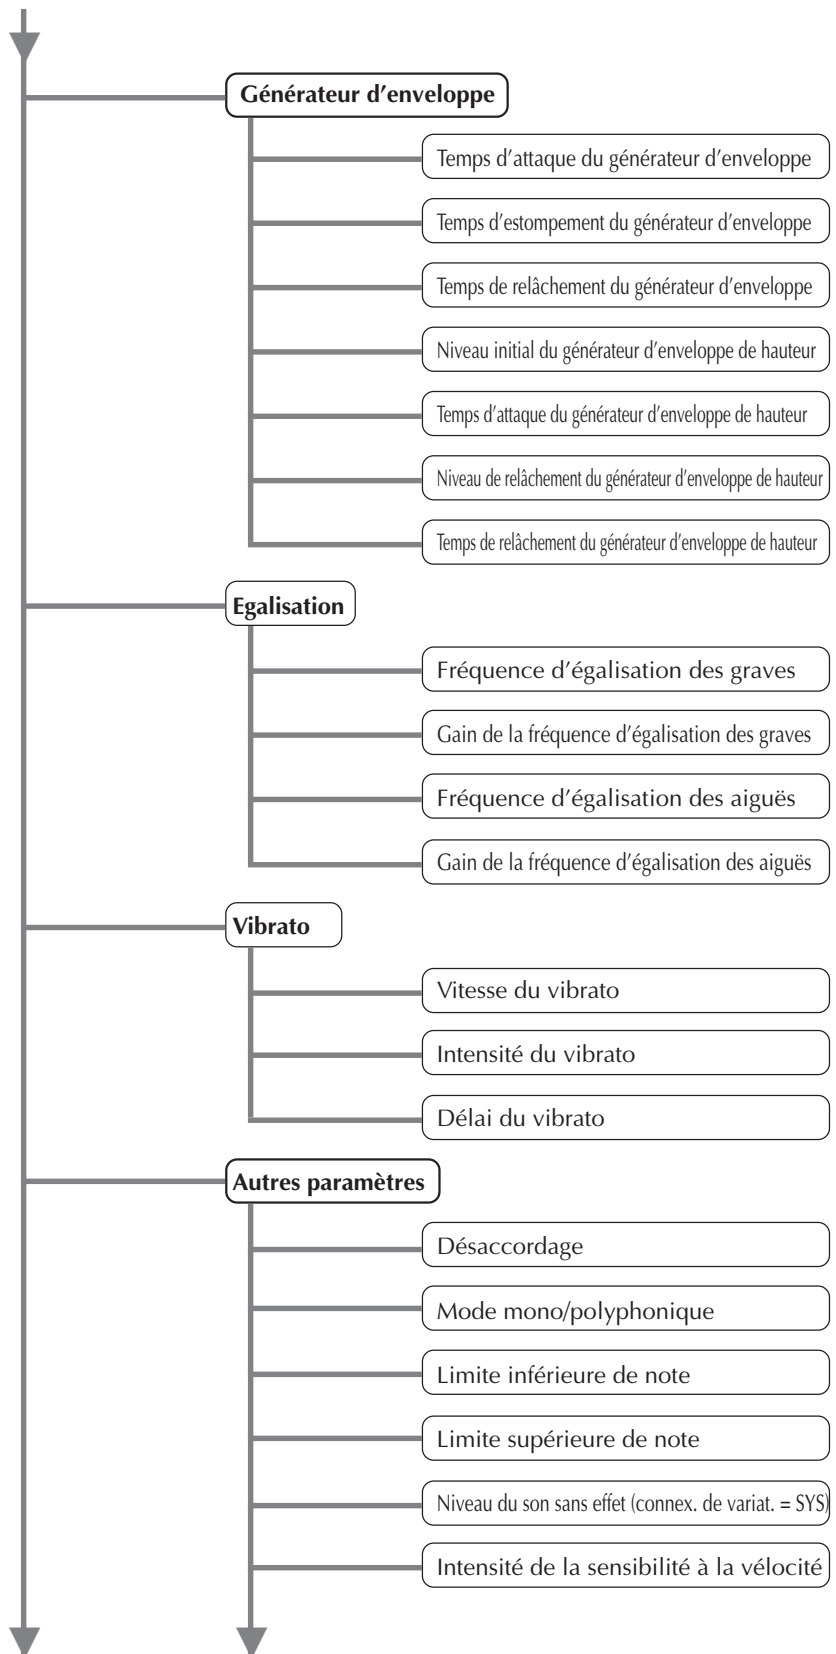 Générateur d’enveloppe
Temps d’attaque du générateur d’enveloppe
Temps d’estompement du générateur d’enveloppe
Temps de relâchement du générateur d’enveloppe
Niveau initial du générateur d’enveloppe de hauteur
Temps d’attaque du générateur d’enveloppe de hauteur
Niveau de relâchement du générateur d’enveloppe de hauteur
Temps de relâchement du générateur d’enveloppe de hauteur
Egalisation
Fréquence d’égalisation des graves
Gain de la fréquence d’égalisation des graves
Fréquence d’égalisation des aiguës
Gain de la fréquence d’égalisation des aiguës
Vibrato
Vitesse du vibrato
Intensité du vibrato
Délai du vibrato
Autres paramètres
Désaccordage
Mode mono/polyphonique
Limite inférieure de note
Limite supérieure de note
Niveau du son sans effet (connex. de variat. = SYS)
Intensité de la sensibilité à la vélocité